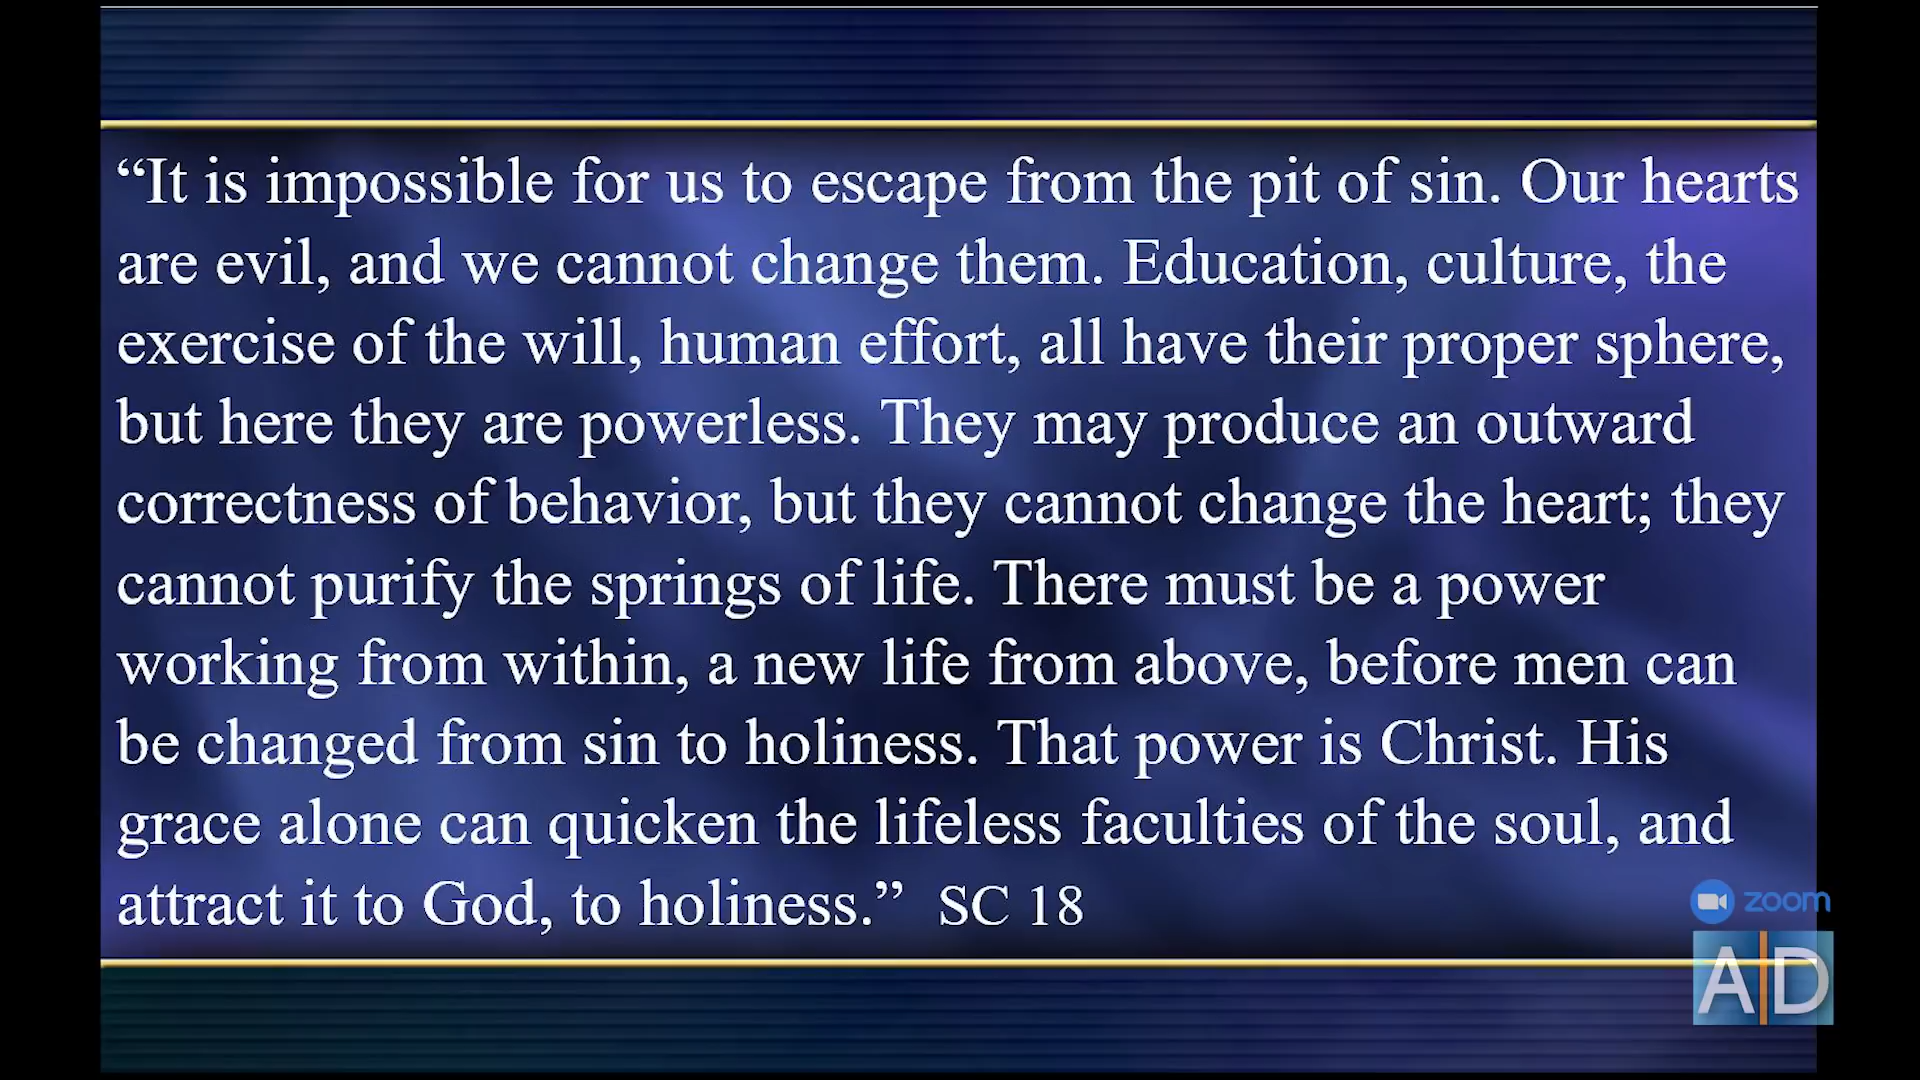 “It is impossible for us to escape from the pit of sin. Our hearts
are evil, and we cannot change them. Education, culture, the
exercise of the will, human effort, all have their proper sphere,
but here they are powerless. They may produce an outward
correctness of behavior, but they cannot change the heart; they
cannot purify the springs of life. There must be a power
working from within, a new life from above, before men can
be changed from sin to holiness. That power is Christ. His
grace alone can quicken the lifeless faculties of the soul, and
attract it to God, to holiness.” SC 18
zoom
A|D